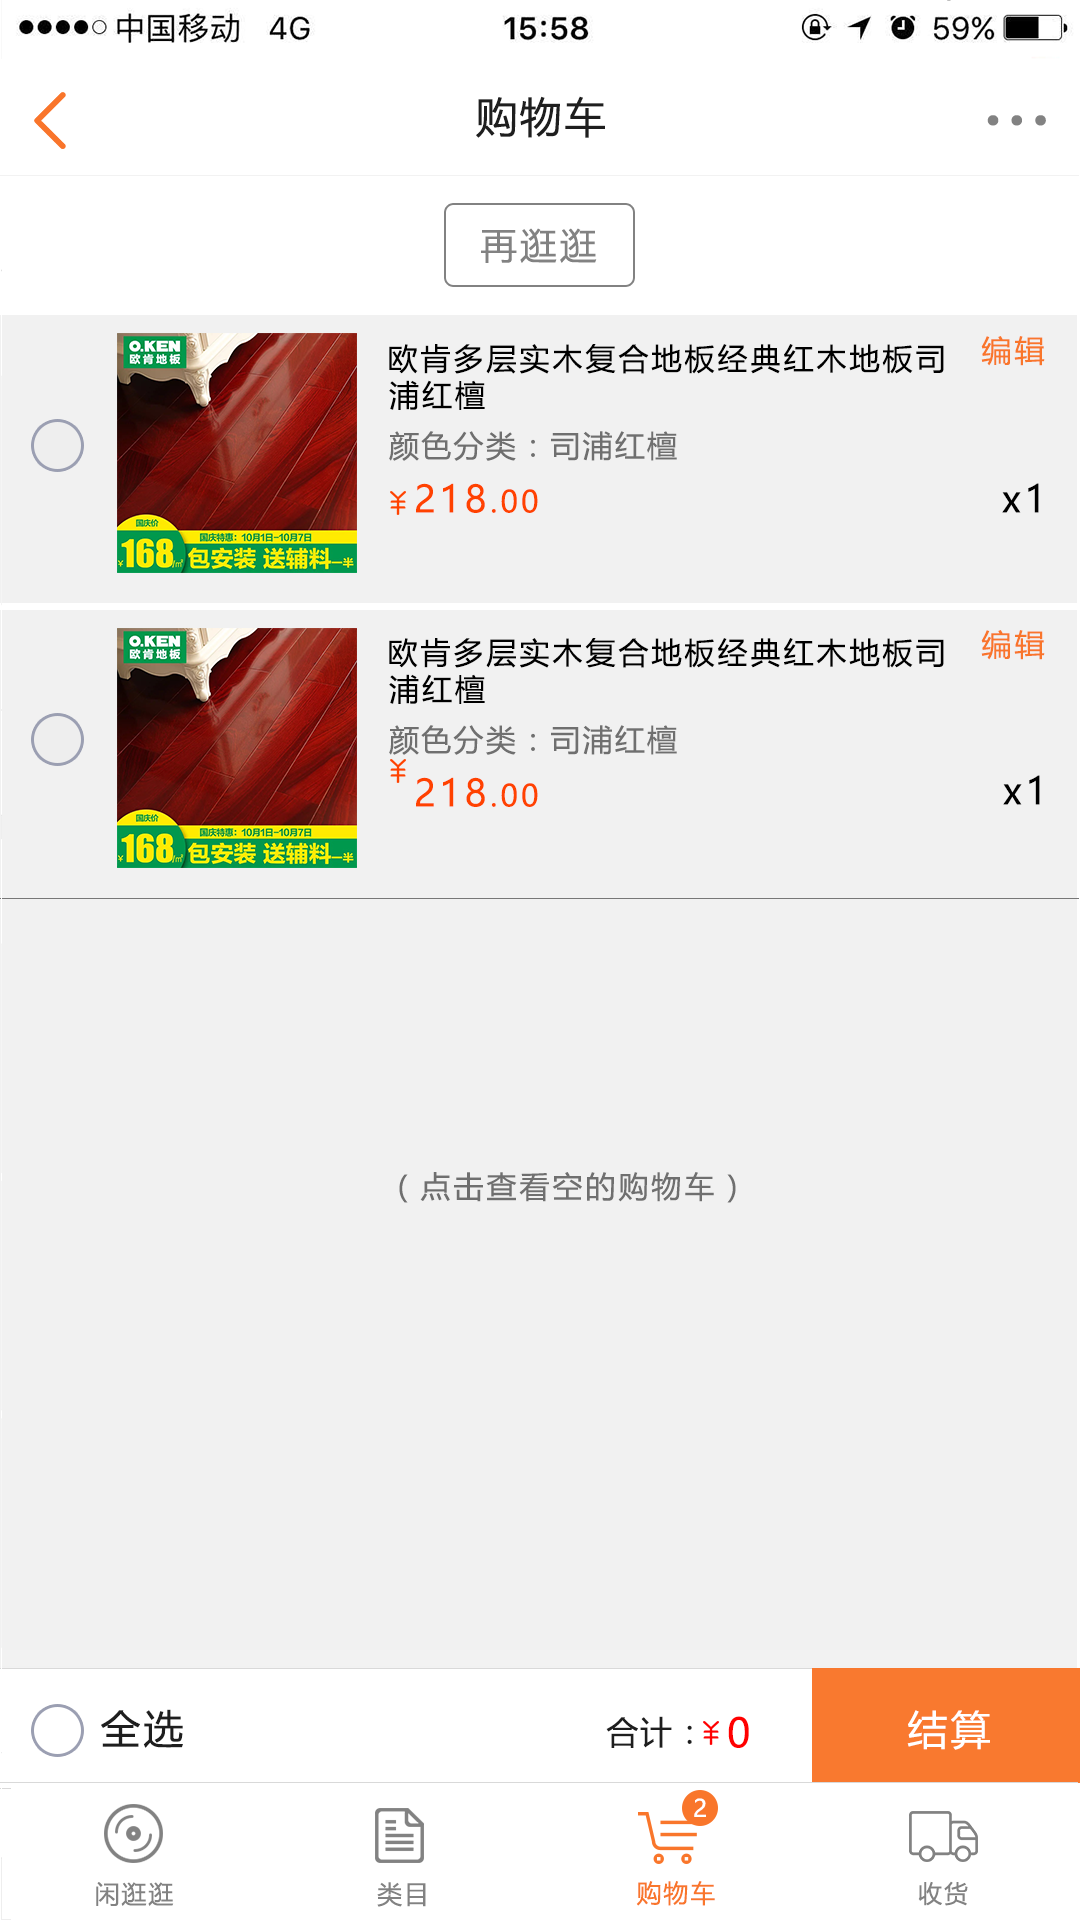 中国移动 4G 15:58 59%
购物车
再逛逛
O.KEN
欧肯地板
国庆价
国庆特惠：10月1日-10月7日
¥168/㎡ 包安装 送辅料一半
欧肯多层实木复合地板经典红木地板司
浦红檀
编辑
颜色分类：司浦红檀
¥218.00
x1
O.KEN
欧肯地板
国庆价
国庆特惠：10月1日-10月7日
¥168/㎡ 包安装 送辅料一半
欧肯多层实木复合地板经典红木地板司
浦红檀
编辑
颜色分类：司浦红檀
¥218.00
x1
（点击查看空的购物车）
全选 合计：¥0 结算
2
闲逛逛 类目 购物车 收货